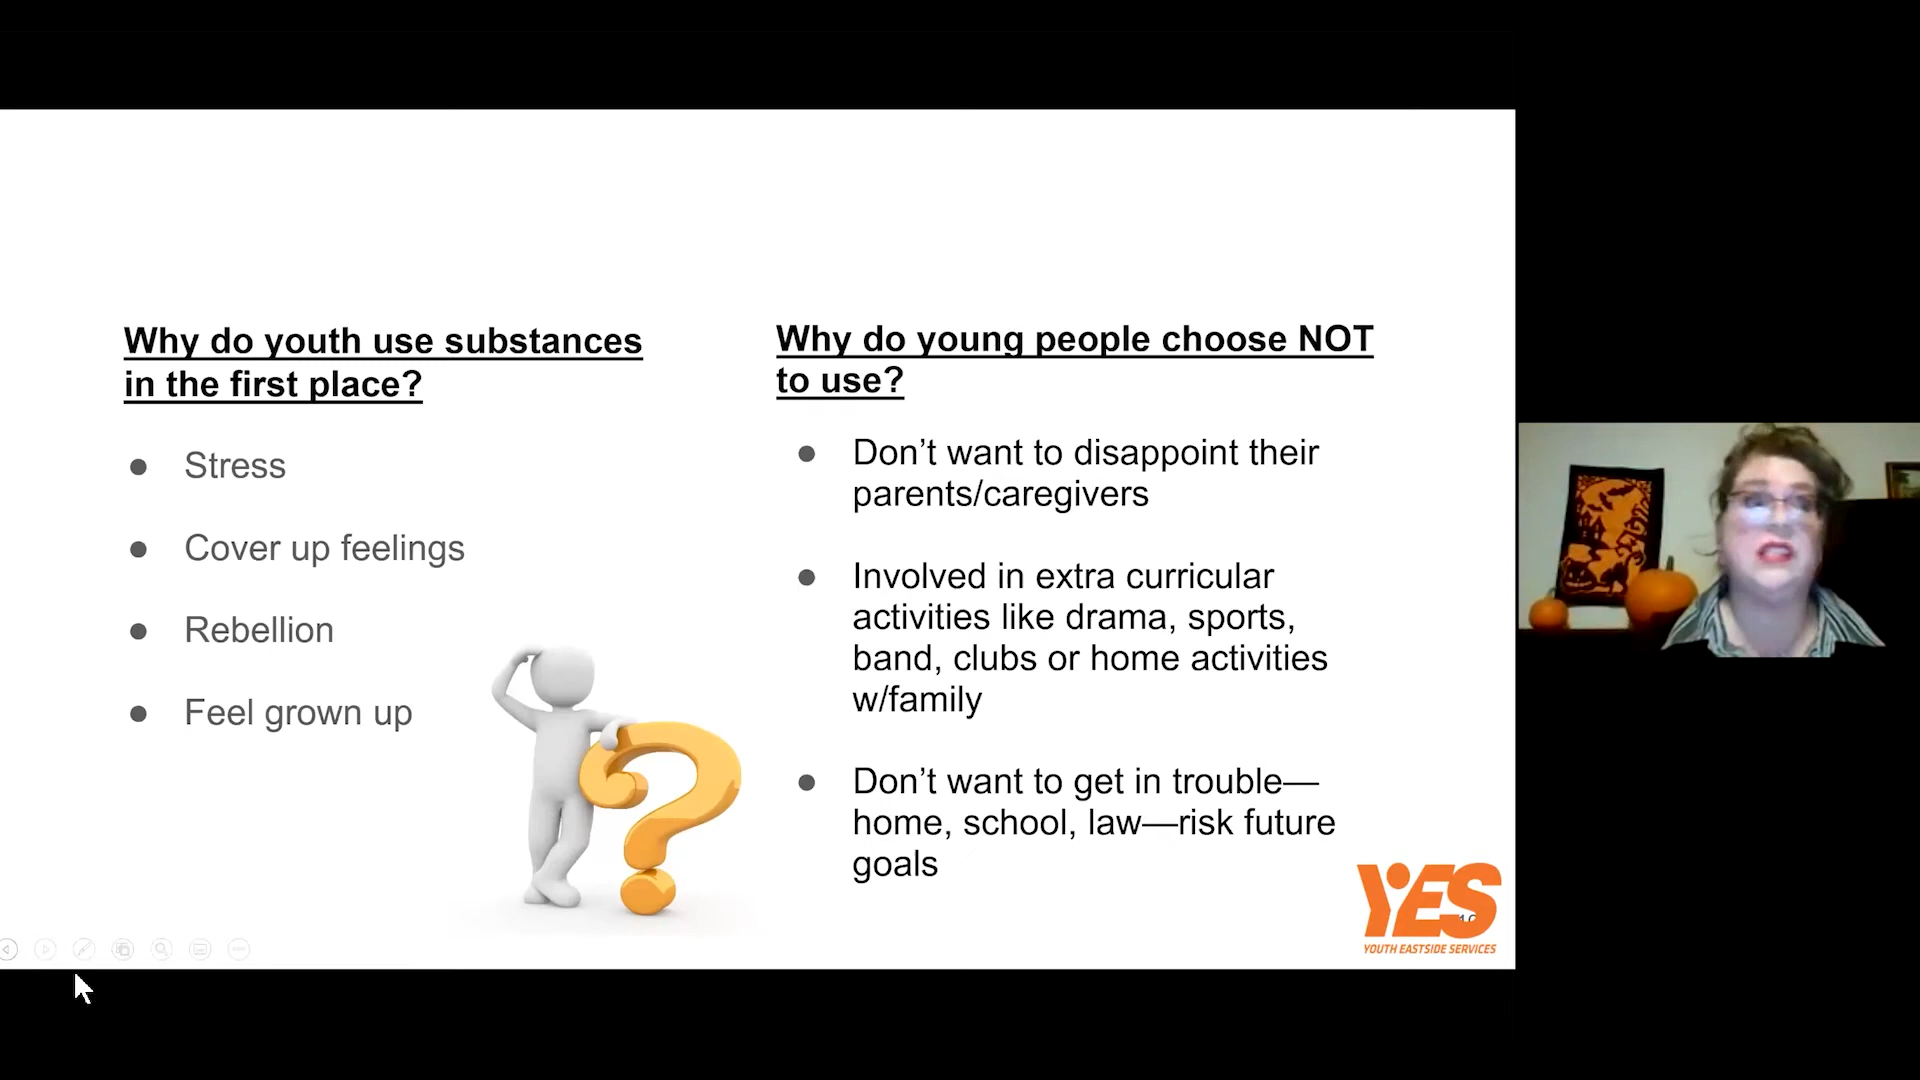 Why do youth use substances
in the first place?
● Stress
● Cover up feelings
● Rebellion
● Feel grown up
Why do young people choose NOT
to use?
● Don’t want to disappoint their
parents/caregivers
● Involved in extra curricular
activities like drama, sports,
band, clubs or home activities
w/family
● Don’t want to get in trouble—
home, school, law—risk future
goals
YES
YOUTH EASTSIDE SERVICES